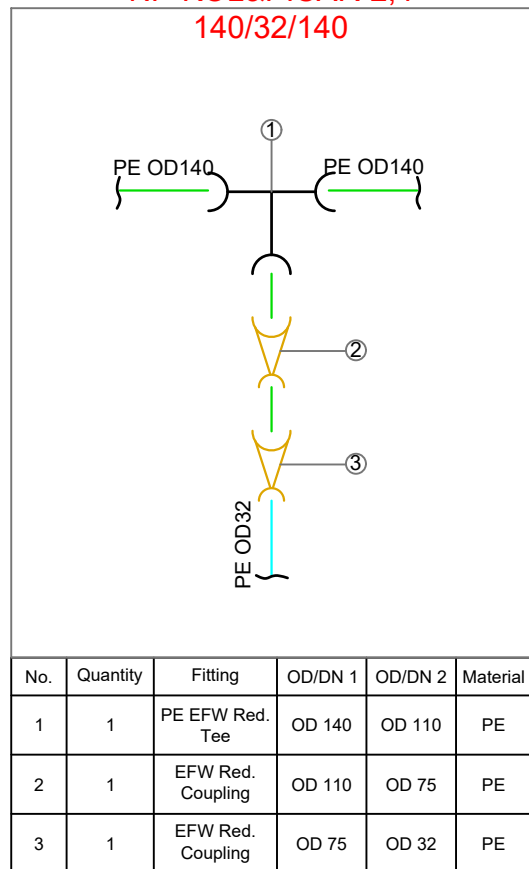 140/32/140
1
PE OD140
PE OD140
2
3
PE OD32
No. Quantity Fitting OD/DN 1 OD/DN 2 Material
1 1 PE EFW Red. Tee OD 140 OD 110 PE
2 1 EFW Red. Coupling OD 110 OD 75 PE
3 1 EFW Red. Coupling OD 75 OD 32 PE